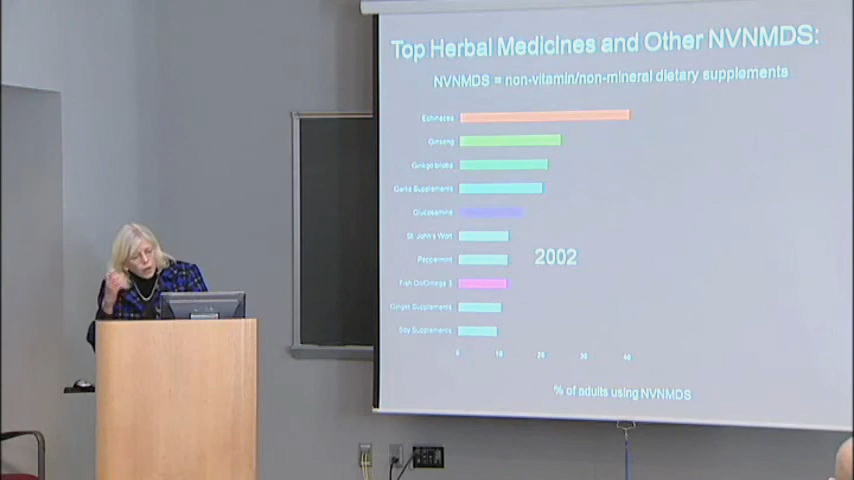 Top Herbal Medicines and Other NVNMDS:
NVNMDS = non-vitamin/non-mineral dietary supplements
Echinacea
Ginseng
Ginkgo biloba
Garlic Supplements
Glucosamine
St. John's Wort
Peppermint
2002
Fish Oil/Omega 3
Ginger Supplements
Soy Supplements
0 10 20 30 40
% of adults using NVNMDS